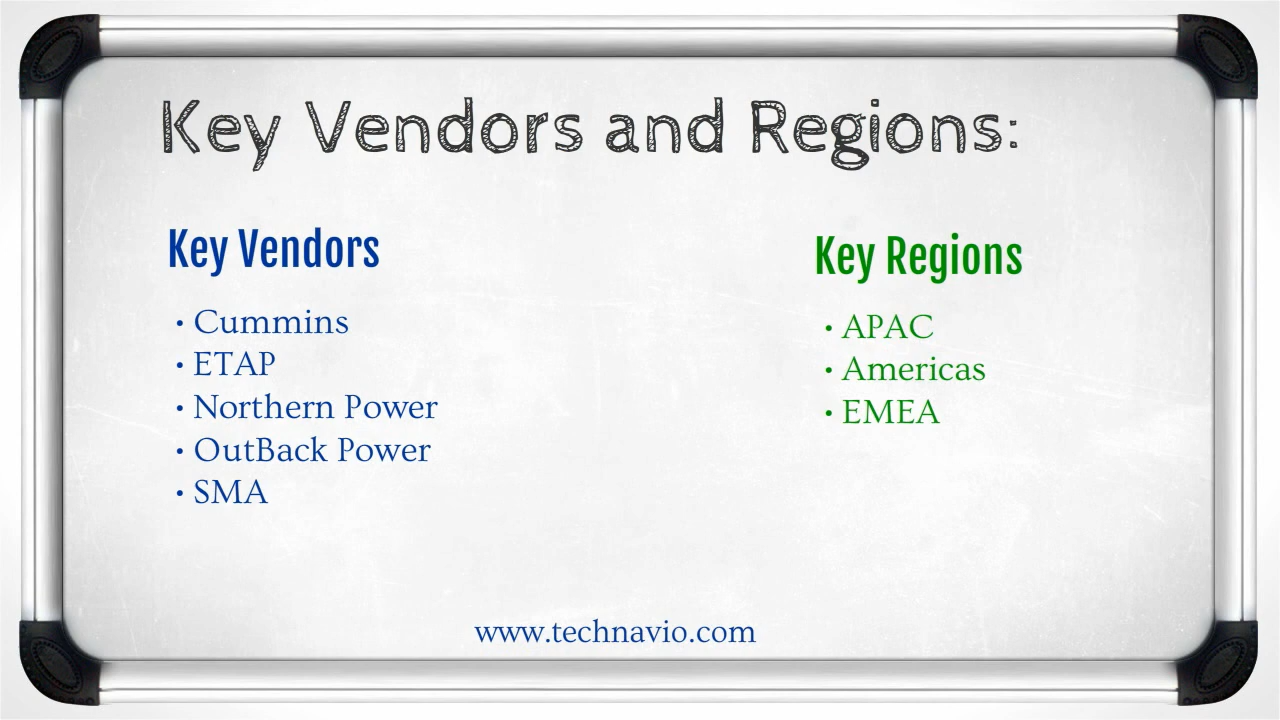 Key Vendors and Regions:
Key Vendors
• Cummins
• ETAP
• Northern Power
• OutBack Power
• SMA
Key Regions
• APAC
• Americas
• EMEA
www.technavio.com